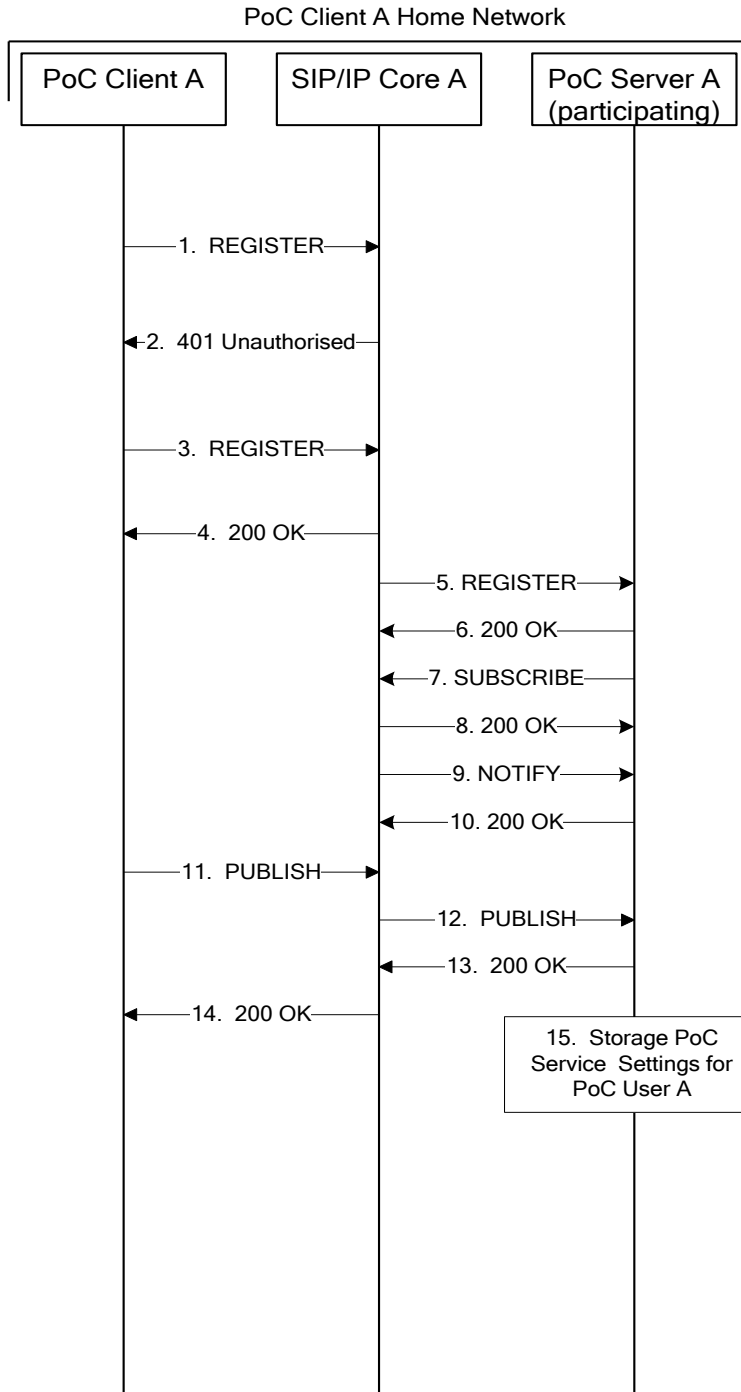 PoC Client A Home Network
PoC Client A
SIP/IP Core A
PoC Server A
(participating)
1. REGISTER
2. 401 Unauthorised
3. REGISTER
4. 200 OK
5. REGISTER
6. 200 OK
7. SUBSCRIBE
8. 200 OK
9. NOTIFY
10. 200 OK
11. PUBLISH
12. PUBLISH
13. 200 OK
14. 200 OK
15. Storage PoC
Service Settings for
PoC User A